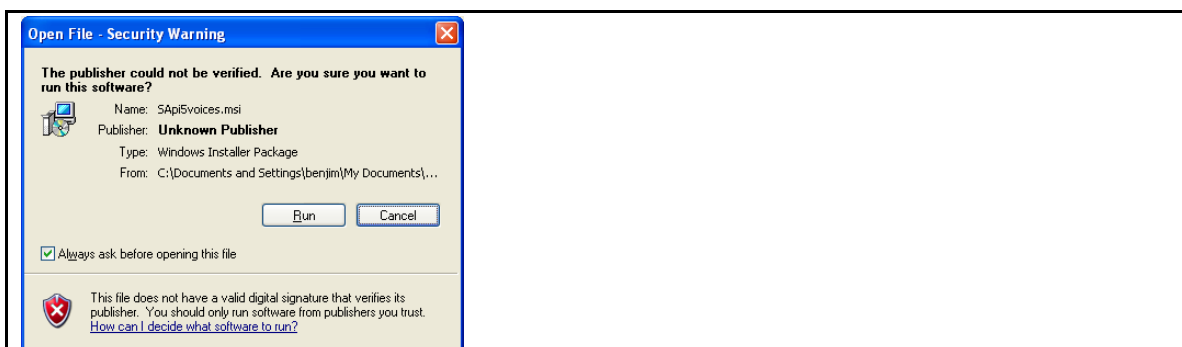 Open File - Security Warning
The publisher could not be verified.  Are you sure you want to
run this software?
Name: SApi5voices.msi
Publisher: Unknown Publisher
Type: Windows Installer Package
From: C:\Documents and Settings\benjim\My Documents\...
Run Cancel
Always ask before opening this file
This file does not have a valid digital signature that verifies its
publisher.  You should only run software from publishers you trust.
How can I decide what software to run?